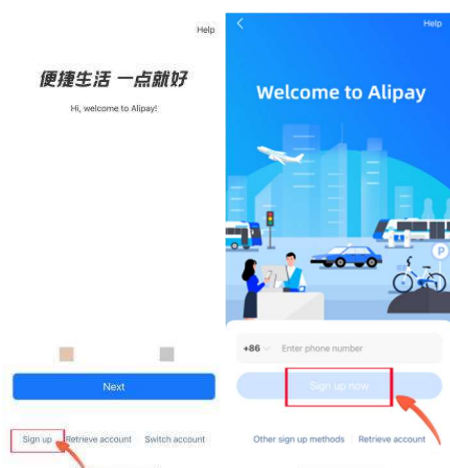 Help
便捷生活 一点就好
Hi, welcome to Alipay!
Next
Sign up
Retrieve account
Switch account
Help
Welcome to Alipay
P
+86
Enter phone number
Sign up now
Other sign up methods
Retrieve account